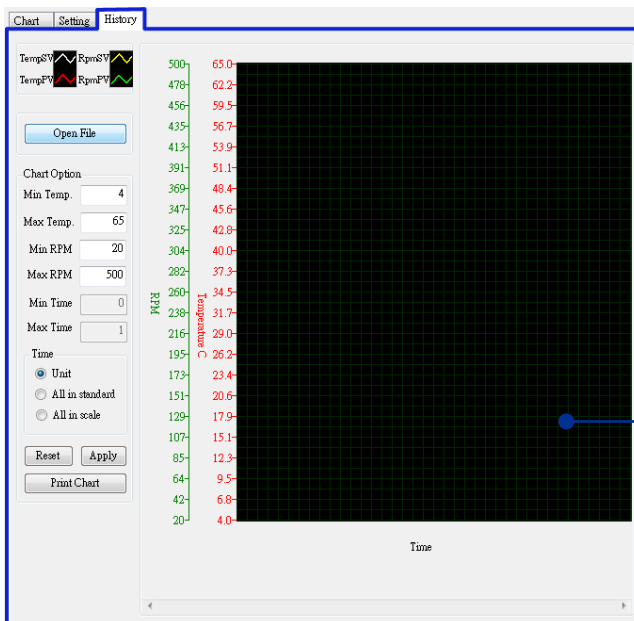 Chart Setting History
TempSV RpmSV
TempPV RpmPV
Open File
Chart Option
Min Temp. 4
Max Temp. 65
Min RPM 20
Max RPM 500
Min Time 0
Max Time 1
Time
Unit
All in standard
All in scale
Reset Apply
Print Chart
RPM
500
478
456
435
413
391
369
347
325
304
282
260
238
216
195
173
151
129
107
85
64
42
20
Temperature C
65.0
62.2
59.5
56.7
53.9
51.1
48.4
45.6
42.8
40.0
37.3
34.5
31.7
29.0
26.2
23.4
20.6
17.9
15.1
12.3
9.5
6.8
4.0
Time